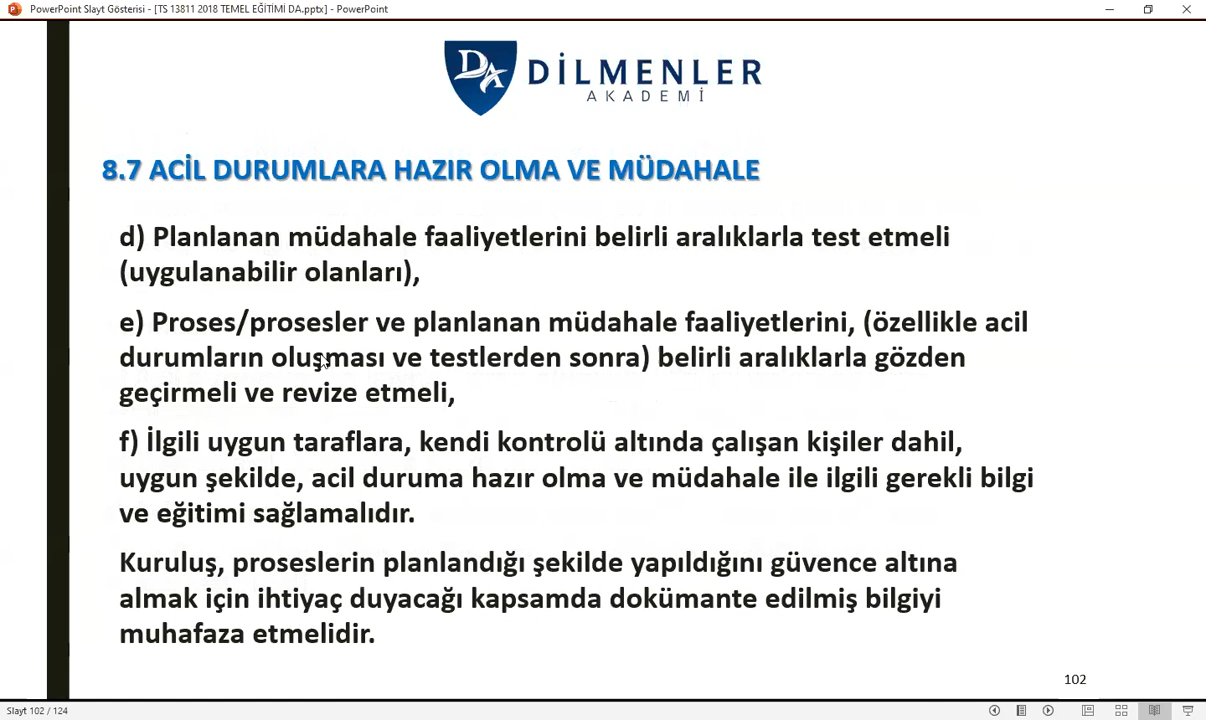 PowerPoint Slayt Gösterisi - [TS 13811 2018 TEMEL EĞİTİMİ DA.pptx] - PowerPoint
DA
DİLMENLER
AKADEMİ
8.7 ACİL DURUMLARA HAZIR OLMA VE MÜDAHALE
d) Planlanan müdahale faaliyetlerini belirli aralıklarla test etmeli
(uygulanabilir olanları),
e) Proses/prosesler ve planlanan müdahale faaliyetlerini, (özellikle acil
durumların oluşması ve testlerden sonra) belirli aralıklarla gözden
geçirmeli ve revize etmeli,
f) İlgili uygun taraflara, kendi kontrolü altında çalışan kişiler dahil,
uygun şekilde, acil duruma hazır olma ve müdahale ile ilgili gerekli bilgi
ve eğitimi sağlamalıdır.
Kuruluş, proseslerin planlandığı şekilde yapıldığını güvence altına
almak için ihtiyaç duyacağı kapsamda dokümante edilmiş bilgiyi
muhafaza etmelidir.
102
Slayt 102 / 124